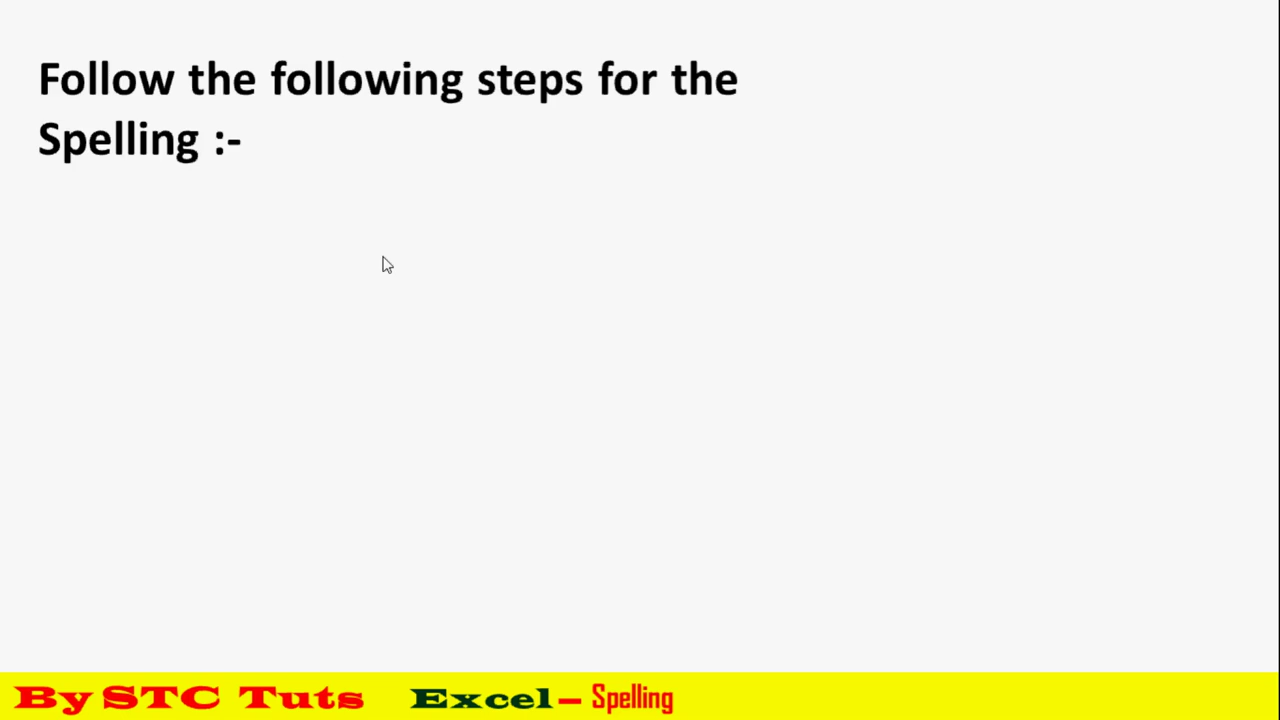 Follow the following steps for the
Spelling :-
By STC Tuts Excel – Spelling